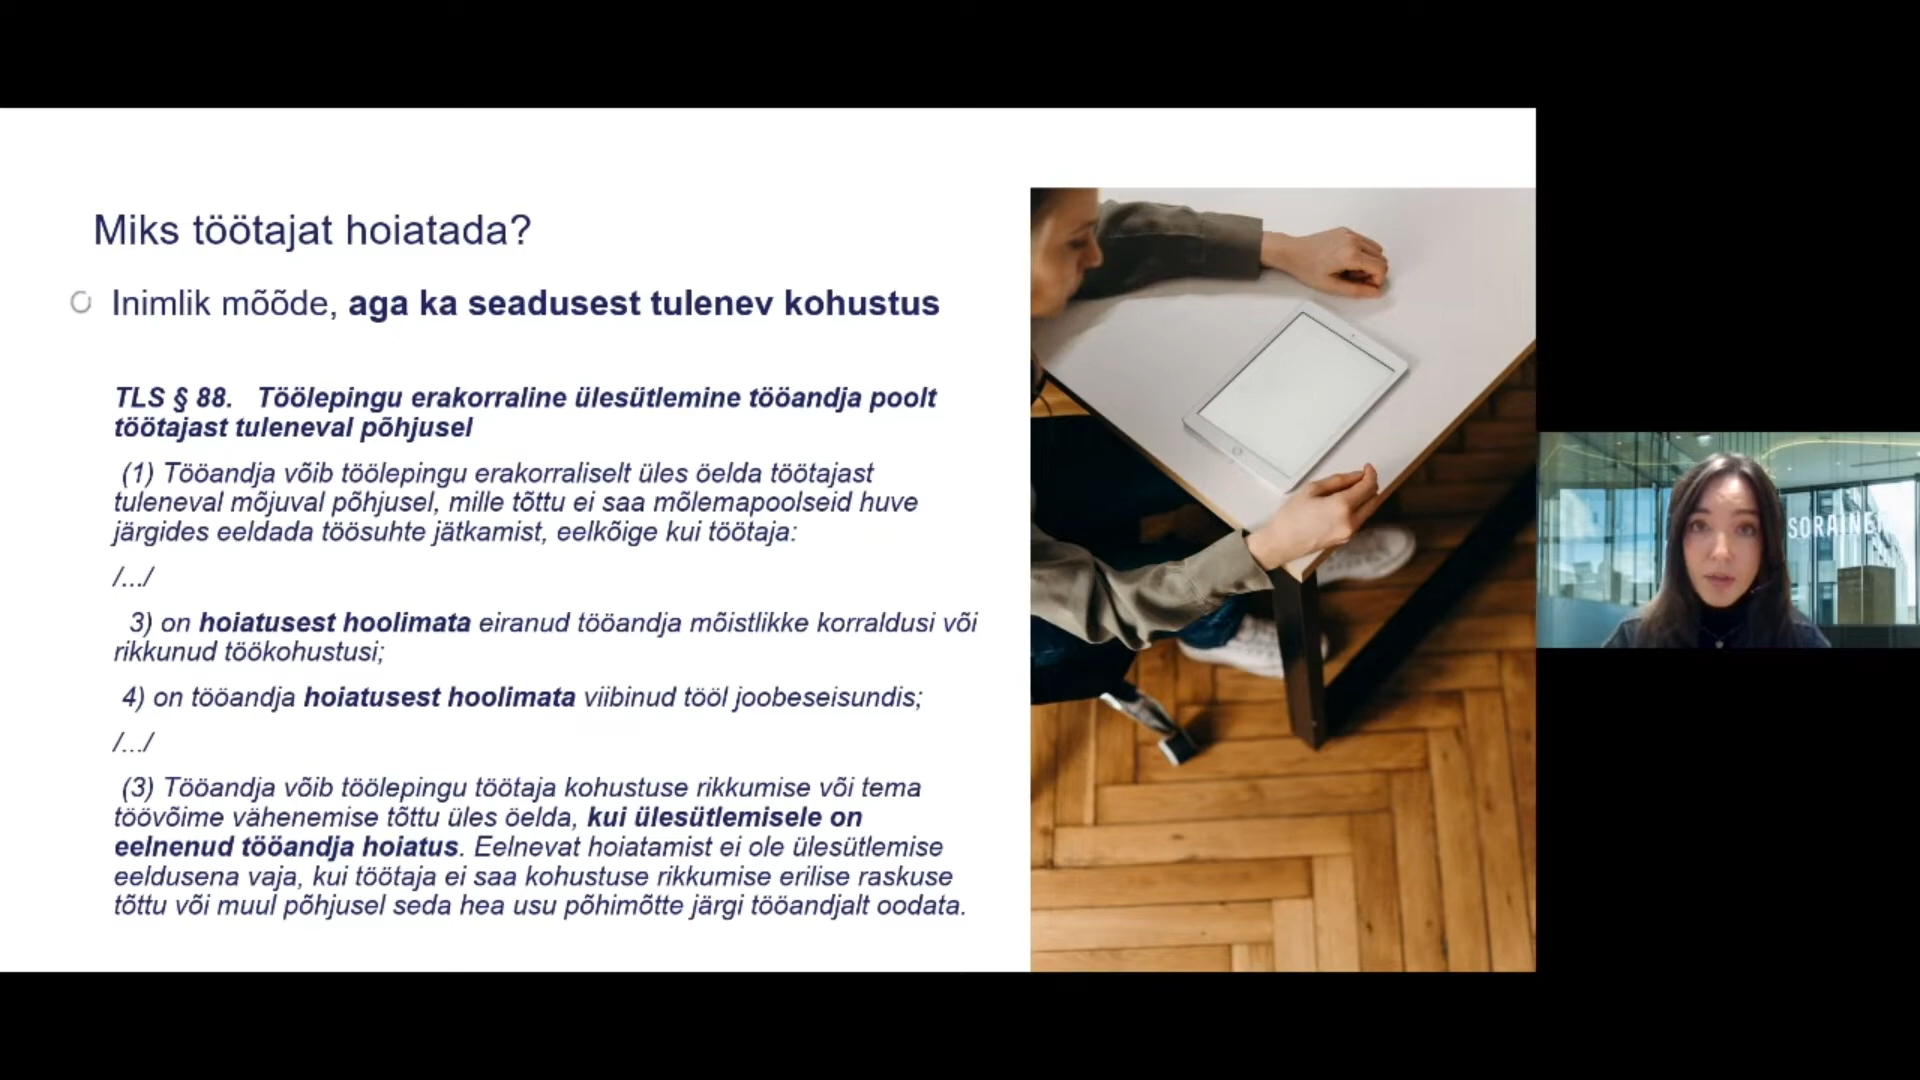 Miks töötajat hoiatada?
Inimlik mõõde, aga ka seadusest tulenev kohustus
TLS § 88. Töölepingu erakorraline ülesütlemine tööandja poolt
töötajast tuleneval põhjusel
(1) Tööandja võib töölepingu erakorraliselt üles öelda töötajast
tuleneval mõjuval põhjusel, mille tõttu ei saa mõlemapoolseid huve
järgides eeldada töösuhte jätkamist, eelkõige kui töötaja:
/.../
3) on hoiatusest hoolimata eiranud tööandja mõistlikke korraldusi või
rikkunud töökohustusi;
4) on tööandja hoiatusest hoolimata viibinud tööl joobeseisundis;
/.../
(3) Tööandja võib töölepingu töötaja kohustuse rikkumise või tema
töövõime vähenemise tõttu üles öelda, kui ülesütlemisele on
eelnenud tööandja hoiatus. Eelnevat hoiatamist ei ole ülesütlemise
eeldusena vaja, kui töötaja ei saa kohustuse rikkumise erilise raskuse
tõttu või muul põhjusel seda hea usu põhimõtte järgi tööandjalt oodata.
SORAINEN